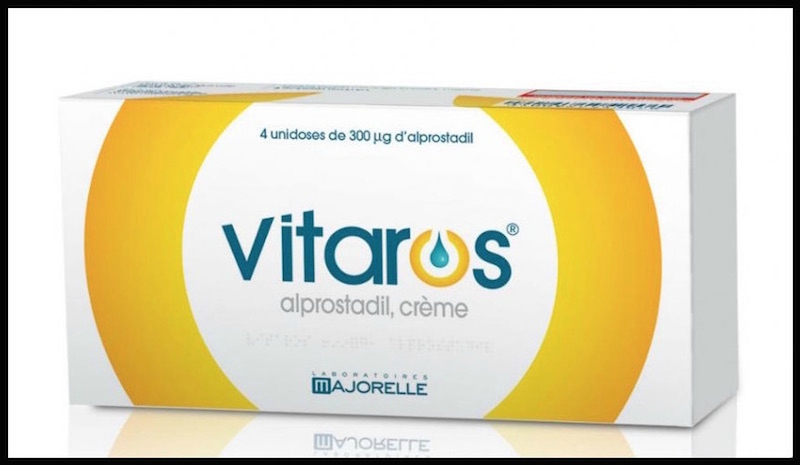 4 unidoses de 300 µg d'alprostadil
vitaros®
alprostadil, crème
LABORATOIRES
MAJORELLE